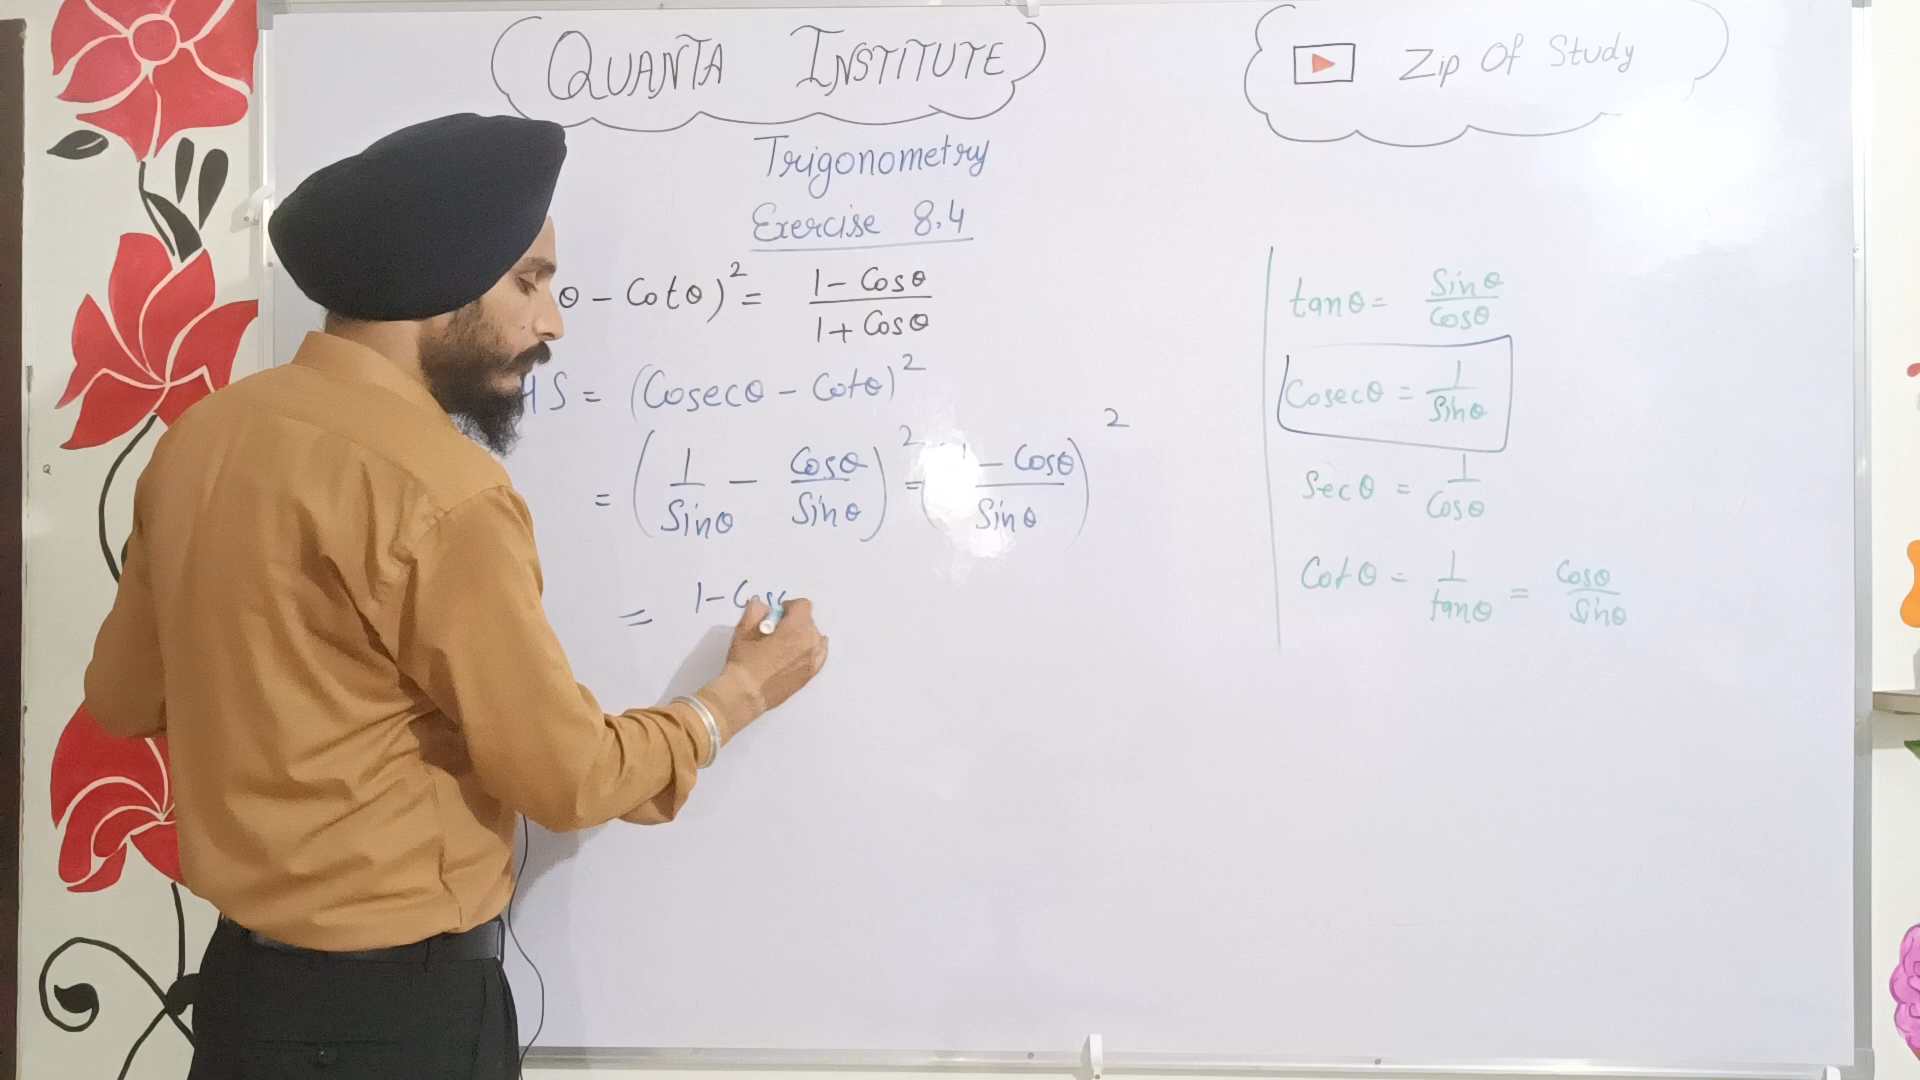 QUANTA INSTITUTE
Zip Of Study
Trigonometry
Exercise 8.4
θ - Cotθ)² = (1 - Cosθ)/(1 + Cosθ)
HS = (Cosecθ - Cotθ)²
= (1/Sinθ - Cosθ/Sinθ)² = (1 - Cosθ/Sinθ)²
= 1 - Cosθ
tanθ = Sinθ/Cosθ
Cosecθ = 1/Sinθ
Secθ = 1/Cosθ
Cotθ = 1/tanθ = Cosθ/Sinθ